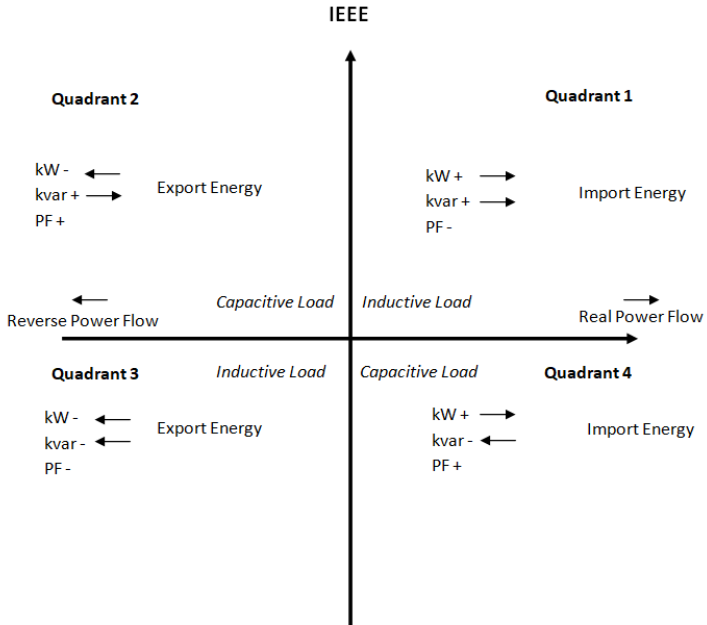 IEEE
Quadrant 2
Quadrant 1
kW -
kvar +
PF +
Export Energy
kW +
kvar +
PF -
Import Energy
Capacitive Load
Inductive Load
Reverse Power Flow
Real Power Flow
Quadrant 3
Inductive Load
Capacitive Load
Quadrant 4
kW -
kvar -
PF -
Export Energy
kW +
kvar -
PF +
Import Energy